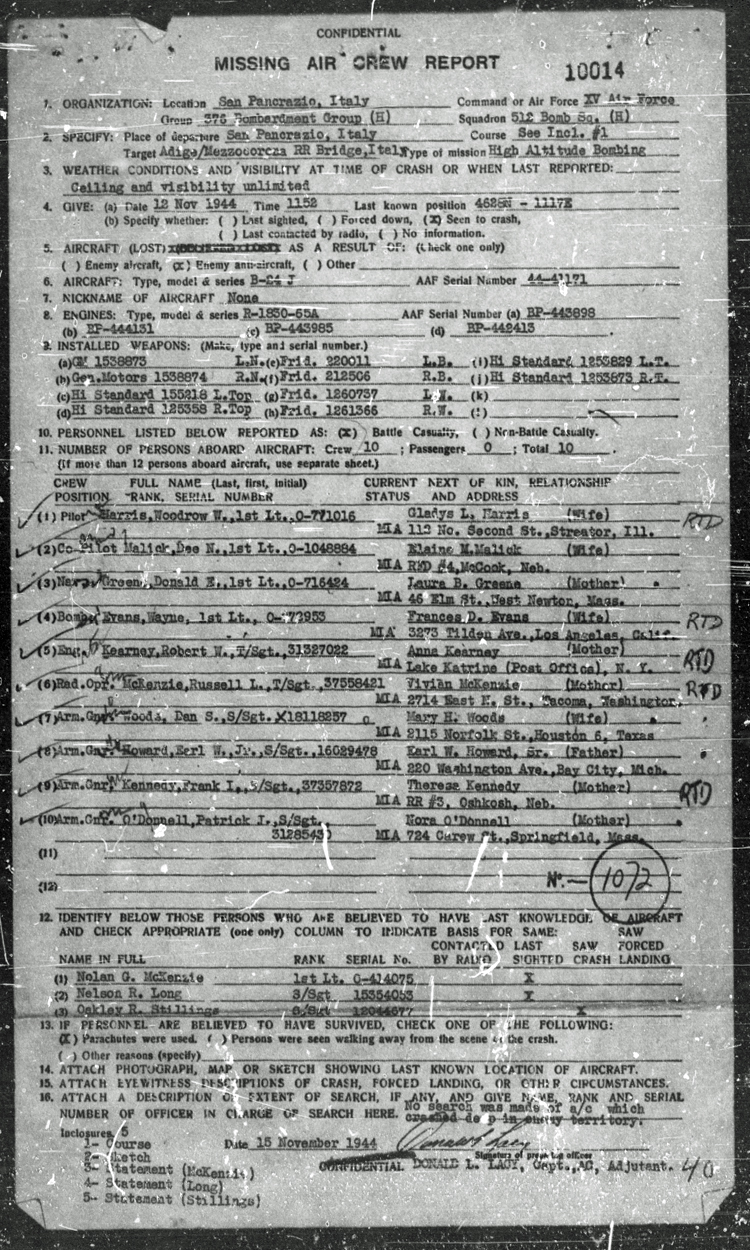 CONFIDENTIAL
MISSING AIR CREW REPORT
10014
1. ORGANIZATION: Location San Pancrazio, Italy Command or Air Force XV Air Force
Group 376 Bombardment Group (H) Squadron 512 Bomb Sq. (H)
2. SPECIFY: Place of departure San Pancrazio, Italy Course See Incl. #1
Target Adige/Mezzocorona RR Bridge, Italy Type of mission High Altitude Bombing
3. WEATHER CONDITIONS AND VISIBILITY AT TIME OF CRASH OR WHEN LAST REPORTED:
Ceiling and visibility unlimited
4. GIVE: (a) Date 12 Nov 1944 Time 1152 Last known position 4628N - 1117E
(b) Specify whether: ( ) Last sighted, ( ) Forced down, (X) Seen to crash,
( ) Last contacted by radio, ( ) No information.
5. AIRCRAFT (LOST) AS A RESULT OF: (Check one only)
( ) Enemy aircraft, (X) Enemy anti-aircraft, ( ) Other
6. AIRCRAFT: Type, model & series B-24 J AAF Serial Number 44-41171
7. NICKNAME OF AIRCRAFT None
8. ENGINES: Type, model & series R-1830-65A AAF Serial Number (a) BP-443898
(b) BP-444131 (c) BP-443985 (d) BP-442413
9. INSTALLED WEAPONS: (Make, type and serial number.)
(a) GM 1538873 L.N. (e) Frid. 220011 L.B. (i) Hi Standard 1253829 L.T.
(b) Gen.Motors 1538874 R.N. (f) Frid. 212506 R.B. (j) Hi Standard 1253873 R.T.
(c) Hi Standard 155218 L.Top (g) Frid. 1260737 L.W. (k)
(d) Hi Standard 125358 R.Top (h) Frid. 1261366 R.W. (l)
10. PERSONNEL LISTED BELOW REPORTED AS: (X) Battle Casualty, ( ) Non-Battle Casualty.
11. NUMBER OF PERSONS ABOARD AIRCRAFT: Crew 10 ; Passengers 0 ; Total 10
(If more than 12 persons aboard aircraft, use separate sheet.)
CREW FULL NAME (Last, first, initial) CURRENT NEXT OF KIN, RELATIONSHIP
POSITION RANK, SERIAL NUMBER STATUS AND ADDRESS
(1) Pilot Harris, Woodrow W., 1st Lt., O-771016 Gladys L. Harris (Wife) RTD
MIA 112 No. Second St., Streator, Ill.
(2) Co-Pilot Malick, Dee N., 1st Lt., O-1048884 Elaine M. Malick (Wife)
MIA RFD #4, McCook, Neb.
(3) Nav. Greene, Donald E., 1st Lt., O-716424 Laura B. Greene (Mother)
MIA 46 Elm St., West Newton, Mass.
(4) Bomb. Evans, Wayne, 1st Lt., O-772953 Frances D. Evans (Wife) RTD
MIA 3273 Tilden Ave., Los Angeles, Calif.
(5) Eng. Kearney, Robert W., T/Sgt., 31327022 Anna Kearney (Mother) RTD
MIA Lake Katrine (Post Office), N. Y.
(6) Rad. Opr. McKenzie, Russell L., T/Sgt., 37558421 Vivian McKenzie (Mother) RTD
MIA 2714 East K. St., Tacoma, Washington.
(7) Arm. Gnr. Woods, Dan S., S/Sgt., 18118257 Mary H. Woods (Wife)
MIA 2115 Norfolk St., Houston 6, Texas
(8) Arm. Gnr. Howard, Earl W., Jr., S/Sgt., 16029478 Earl W. Howard, Sr. (Father)
MIA 220 Washington Ave., Bay City, Mich.
(9) Arm. Gnr. Kennedy, Frank I., S/Sgt., 37357872 Therese Kennedy (Mother) RTD
MIA RR #3, Oshkosh, Neb.
(10) Arm. Gnr. O'Donnell, Patrick J., S/Sgt. Nora O'Donnell (Mother)
31285430 MIA 724 Carew St., Springfield, Mass.
(11)
(12) No.— 1072
12. IDENTIFY BELOW THOSE PERSONS WHO ARE BELIEVED TO HAVE LAST KNOWLEDGE OF AIRCRAFT
AND CHECK APPROPRIATE (one only) COLUMN TO INDICATE BASIS FOR SAME: SAW
CONTACTED LAST SAW FORCED
NAME IN FULL RANK SERIAL No. BY RADIO SIGHTED CRASH LANDING
(1) Nolan G. McKenzie 1st Lt. O-414075 X
(2) Nelson R. Long S/Sgt 15354053 X
(3) Oakley R. Stillings S/Sgt 12044677 X
13. IF PERSONNEL ARE BELIEVED TO HAVE SURVIVED, CHECK ONE OF THE FOLLOWING:
(X) Parachutes were used. ( ) Persons were seen walking away from the scene of the crash.
( ) Other reasons (specify)
14. ATTACH PHOTOGRAPH, MAP OR SKETCH SHOWING LAST KNOWN LOCATION OF AIRCRAFT.
15. ATTACH EYEWITNESS DESCRIPTIONS OF CRASH, FORCED LANDING, OR OTHER CIRCUMSTANCES.
16. ATTACH A DESCRIPTION OF EXTENT OF SEARCH, IF ANY, AND GIVE NAME, RANK AND SERIAL
NUMBER OF OFFICER IN CHARGE OF SEARCH HERE. No search was made of a/c which
crashed deep in enemy territory.
Inclosures 5
1- Course Date 15 November 1944 Donald L Lacy
2- Sketch Signature of preparing officer
3- Statement (McKenzie) CONFIDENTIAL DONALD L. LACY, Capt., AC, Adjutant. 40
4- Statement (Long)
5- Statement (Stillings)